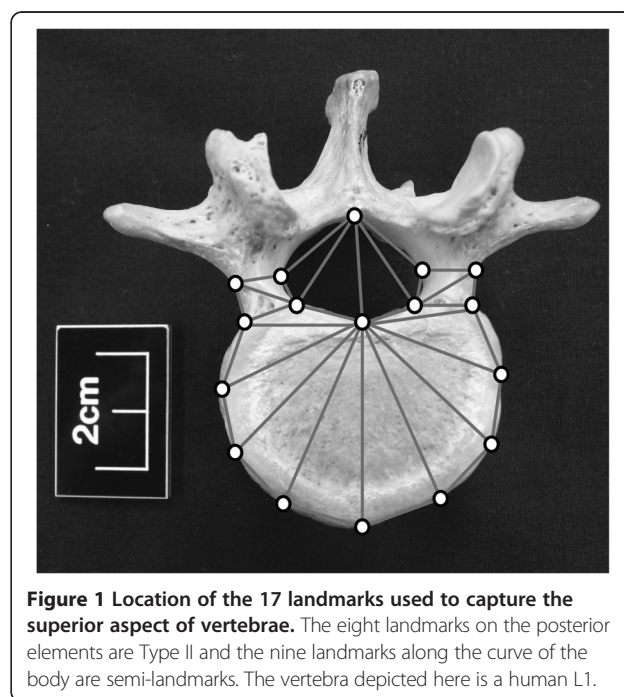 2cm
Figure 1 Location of the 17 landmarks used to capture the
superior aspect of vertebrae. The eight landmarks on the posterior
elements are Type II and the nine landmarks along the curve of the
body are semi-landmarks. The vertebra depicted here is a human L1.